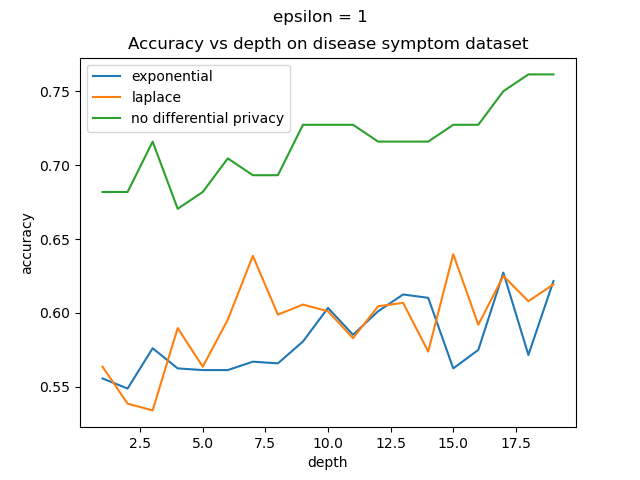 epsilon = 1
Accuracy vs depth on disease symptom dataset
exponential
laplace
no differential privacy
0.75
0.70
0.65
0.60
0.55
accuracy
2.5 5.0 7.5 10.0 12.5 15.0 17.5
depth